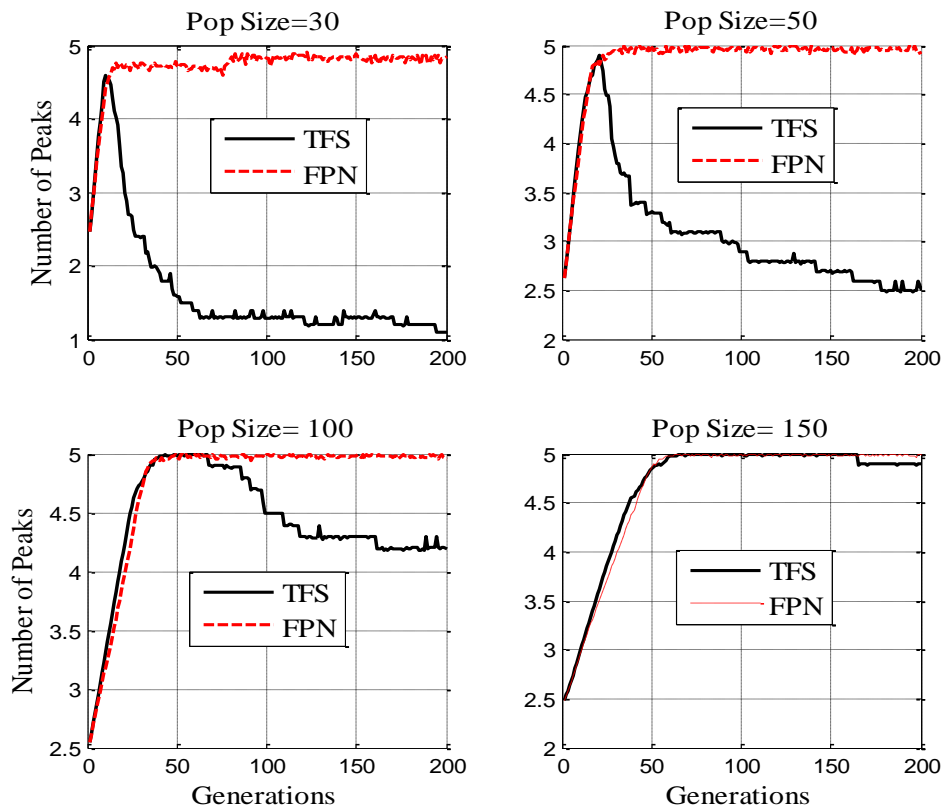 Pop Size=30
5
4
3
2
1
Number of Peaks
TFS
FPN
0
50
100
150
200
Pop Size=50
5
4.5
4
3.5
3
2.5
2
TFS
FPN
0
50
100
150
200
Pop Size= 100
5
4.5
4
3.5
3
2.5
Number of Peaks
TFS
FPN
0
50
100
150
200
Generations
Pop Size= 150
5
4.5
4
3.5
3
2.5
2
TFS
FPN
0
50
100
150
200
Generations